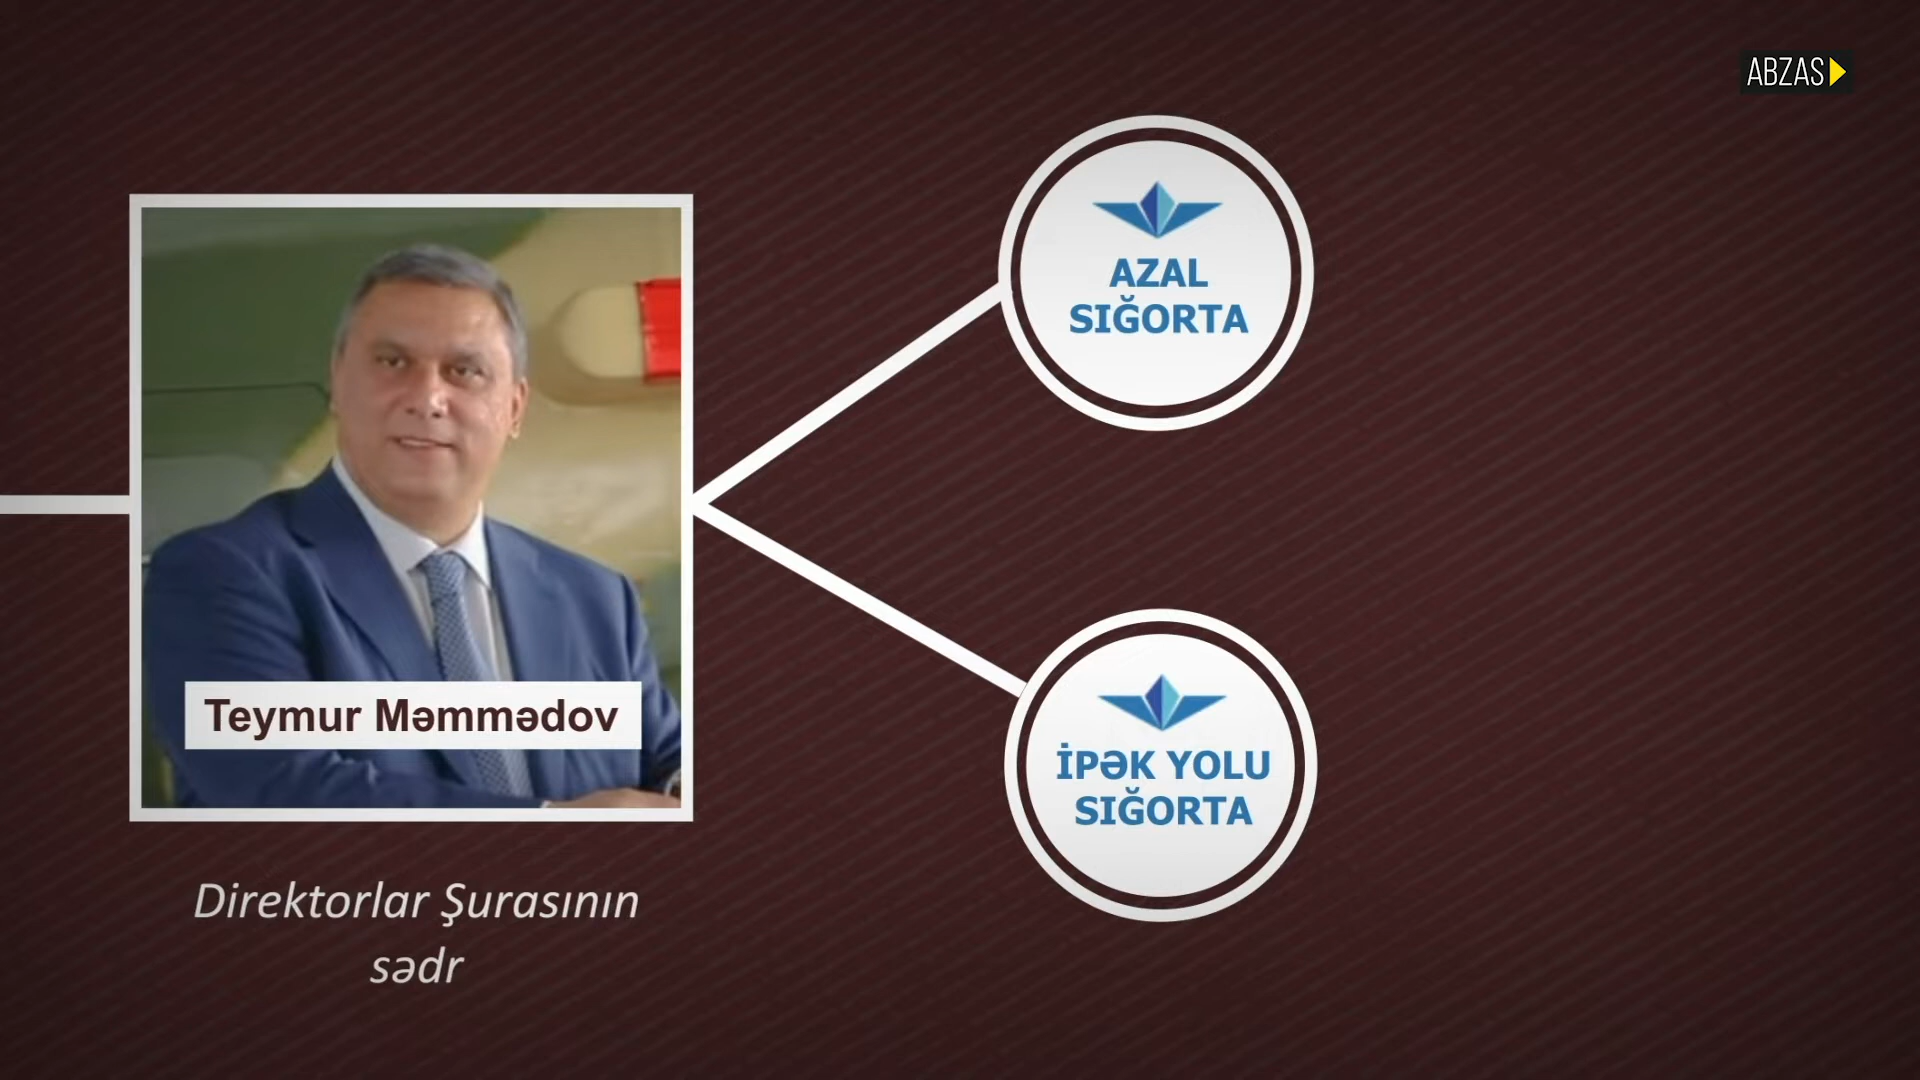 ABZAS
AZAL
SIĞORTA
Teymur Məmmədov
İPƏK YOLU
SIĞORTA
Direktorlar Şurasının
sədr